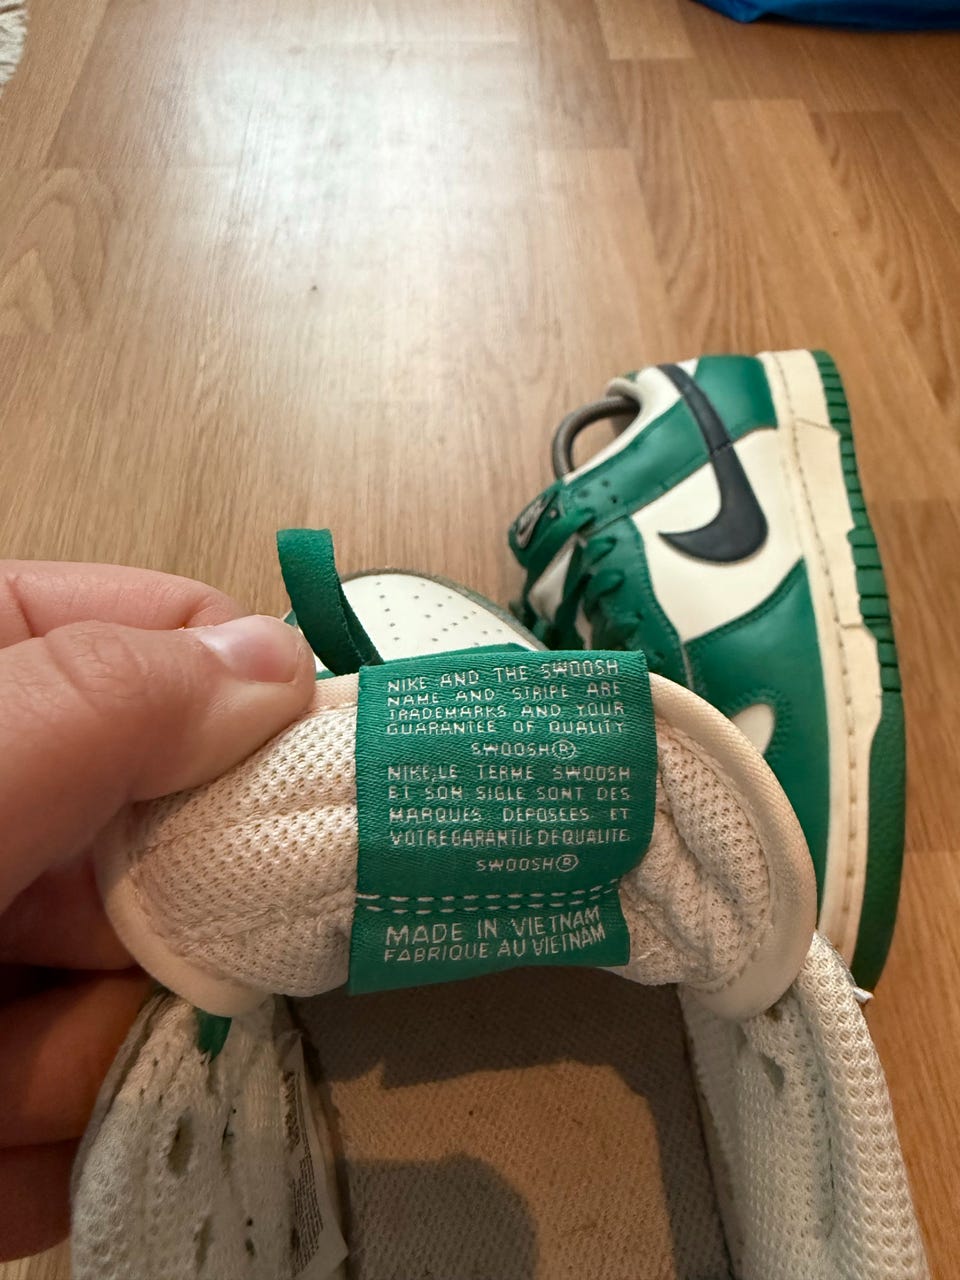 NIKE AND THE SWOOSH
NAME AND STRIPE ARE
TRADEMARKS AND YOUR
GUARANTEE OF QUALITY
SWOOSH®
NIKE,LE TERME SWOOSH
ET SON SIGLE SONT DES
MARQUES DEPOSEES ET
VOTRE GARANTIE DE QUALITE.
SWOOSH®
MADE IN VIETNAM
FABRIQUE AU VIETNAM